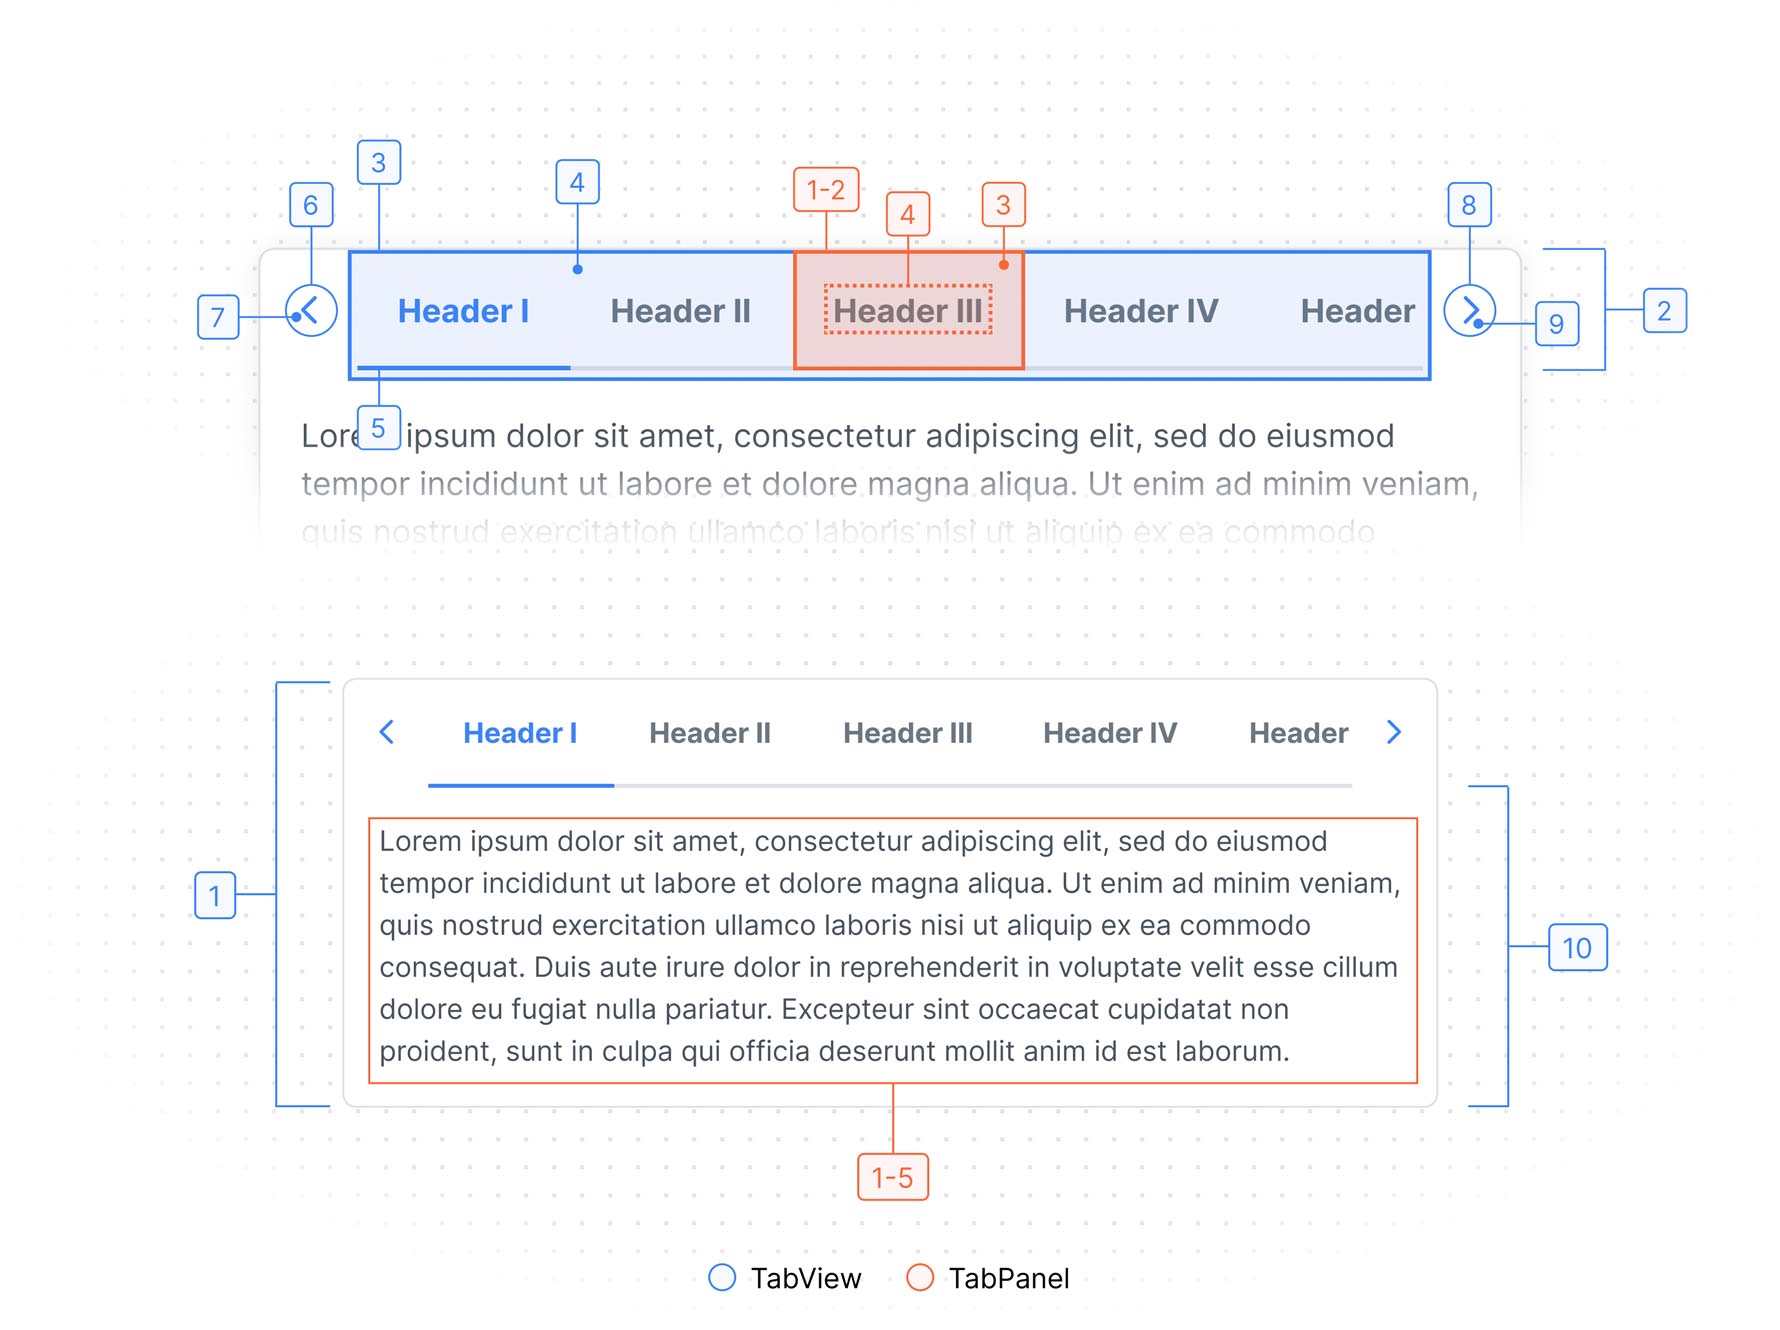 3
4
6
1-2
4
3
8
7
Header I Header II Header III Header IV Header
9
2
5
Lore ipsum dolor sit amet, consectetur adipiscing elit, sed do eiusmod
tempor incididunt ut labore et dolore magna aliqua. Ut enim ad minim veniam,
quis nostrud exercitation ullamco laboris nisi ut aliquip ex ea commodo
Header I Header II Header III Header IV Header
Lorem ipsum dolor sit amet, consectetur adipiscing elit, sed do eiusmod
tempor incididunt ut labore et dolore magna aliqua. Ut enim ad minim veniam,
quis nostrud exercitation ullamco laboris nisi ut aliquip ex ea commodo
consequat. Duis aute irure dolor in reprehenderit in voluptate velit esse cillum
dolore eu fugiat nulla pariatur. Excepteur sint occaecat cupidatat non
proident, sunt in culpa qui officia deserunt mollit anim id est laborum.
1
10
1-5
TabView TabPanel